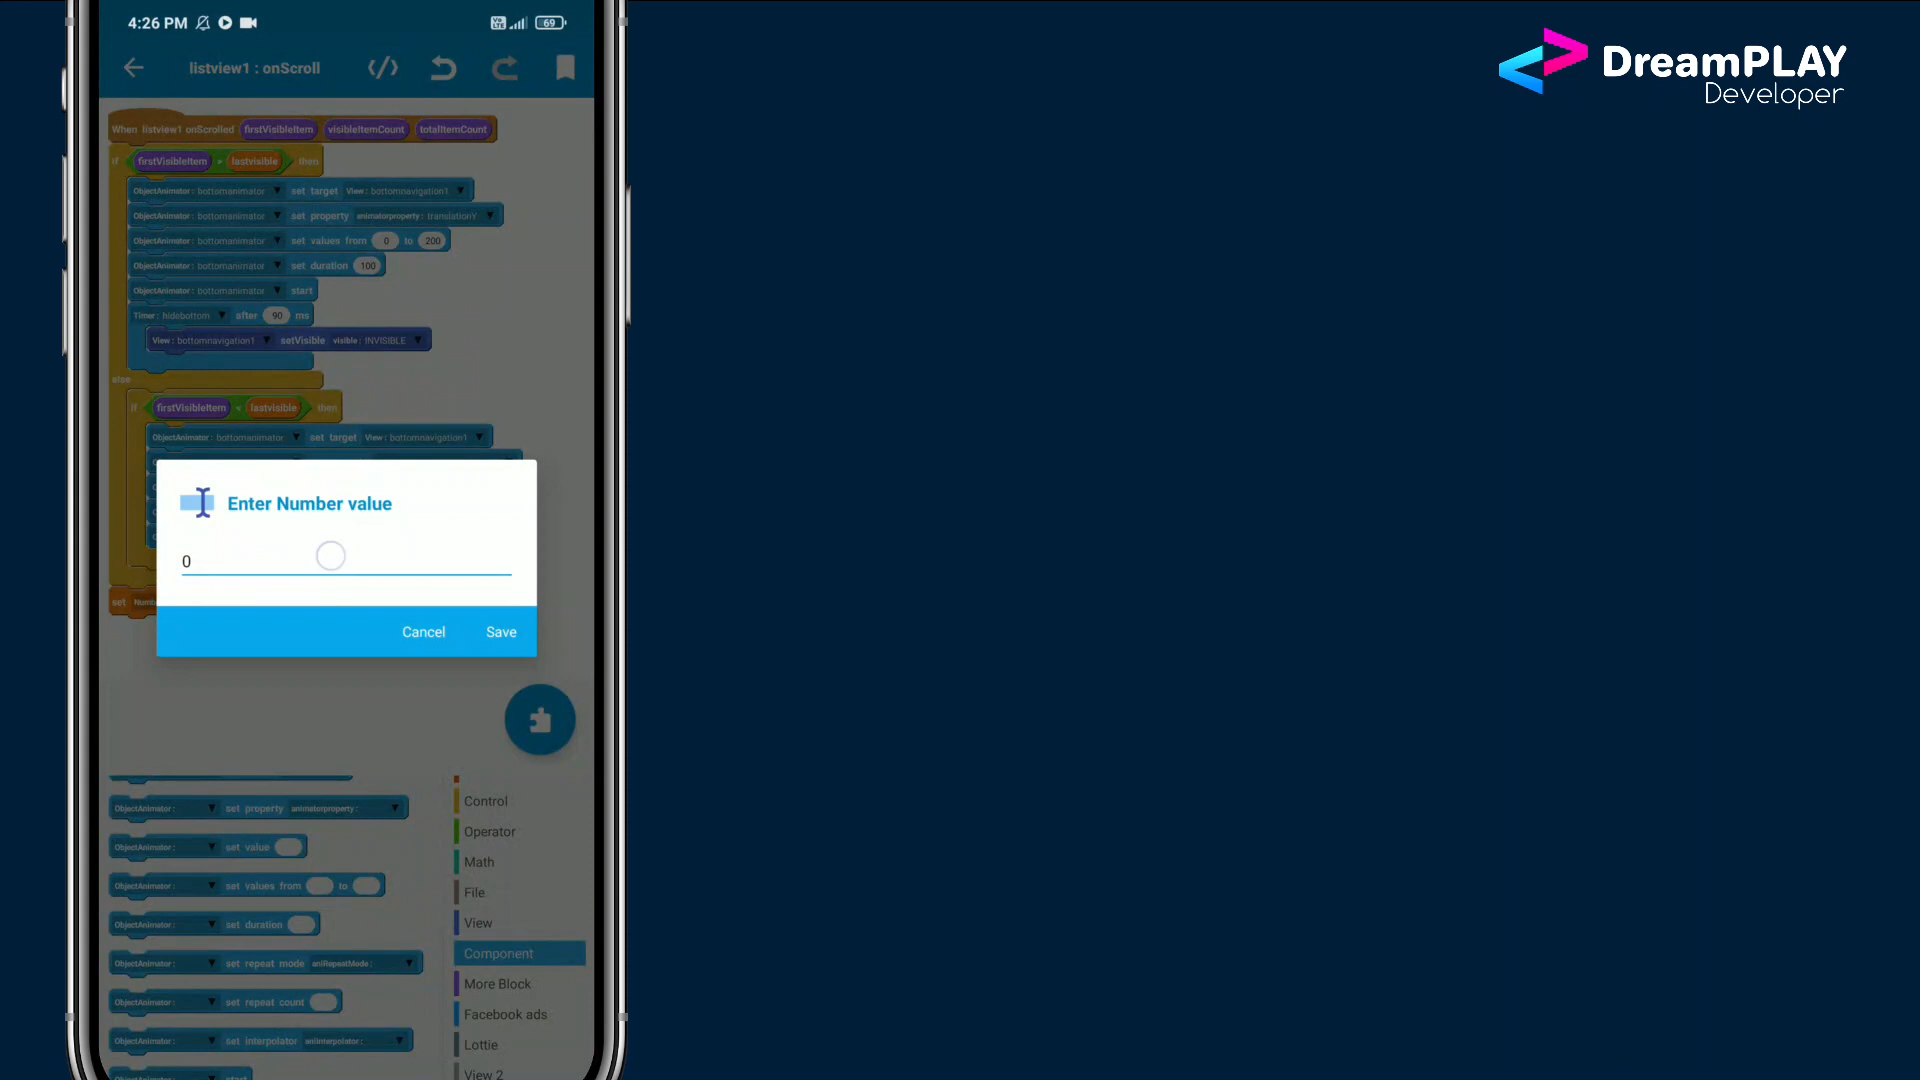 4:26 PM
Vo LTE
69
listview1 : onScroll
DreamPLAY
Developer
When listview1 onScrolled firstVisibleItem visibleItemCount totalItemCount
If firstVisibleItem > lastvisible then
ObjectAnimator : bottomanimator set target View : bottomnavigation1
ObjectAnimator : bottomanimator set property animatorproperty : translationY
ObjectAnimator : bottomanimator set values from 0 to 200
ObjectAnimator : bottomanimator set duration 100
ObjectAnimator : bottomanimator start
Timer : hidebottom after 90 ms
View : bottomnavigation1 setVisible visible : INVISIBLE
else
If firstVisibleItem < lastvisible then
ObjectAnimator : bottomanimator set target View : bottomnavigation1
Enter Number value
0
set
Cancel
Save
ObjectAnimator : set property animatorproperty :
ObjectAnimator : set value
ObjectAnimator : set values from to
ObjectAnimator : set duration
ObjectAnimator : set repeat mode aniRepeatMode :
ObjectAnimator : set repeat count
ObjectAnimator : set interpolator aniInterpolator :
start
Control
Operator
Math
File
View
Component
More Block
Facebook ads
Lottie
View 2